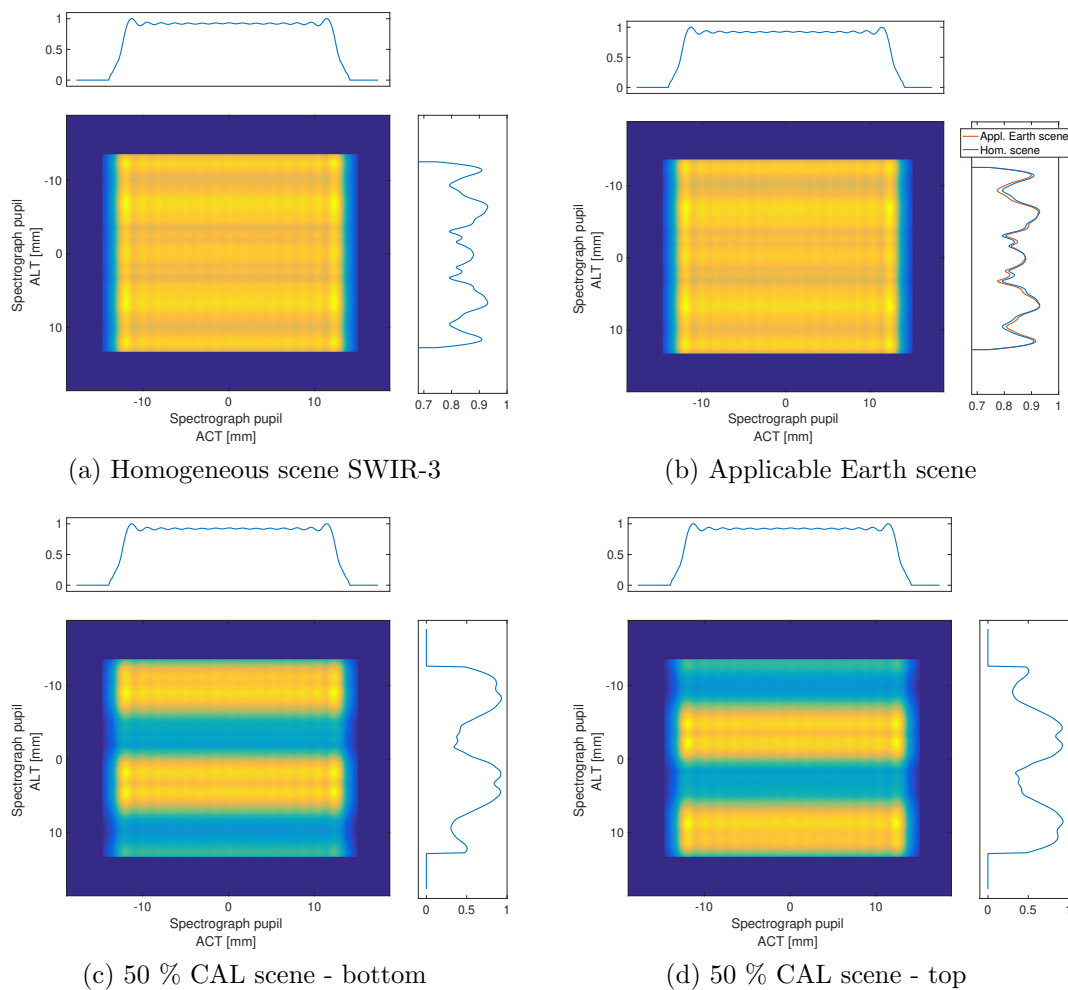 1
0.5
0
-10
0
10
Spectrograph pupil
ALT [mm]
-10 0 10
Spectrograph pupil
ACT [mm]
0.7 0.8 0.9 1
(a) Homogeneous scene SWIR-3
1
0.5
0
-10
0
10
Spectrograph pupil
ALT [mm]
-10 0 10
Spectrograph pupil
ACT [mm]
Appl. Earth scene
Hom. scene
0.7 0.8 0.9 1
(b) Applicable Earth scene
1
0.5
0
-10
0
10
Spectrograph pupil
ALT [mm]
-10 0 10
Spectrograph pupil
ACT [mm]
0 0.5 1
(c) 50 % CAL scene - bottom
1
0.5
0
-10
0
10
Spectrograph pupil
ALT [mm]
-10 0 10
Spectrograph pupil
ACT [mm]
0 0.5 1
(d) 50 % CAL scene - top